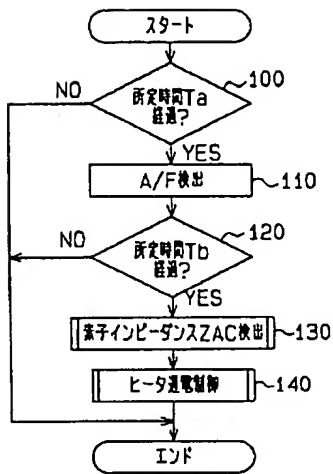 スタート
100
所定時間Ta
経過?
NO
YES
A/F検出
110
120
所定時間Tb
経過?
NO
YES
素子インピーダンスZAC検出
130
ヒータ通電制御
140
エンド